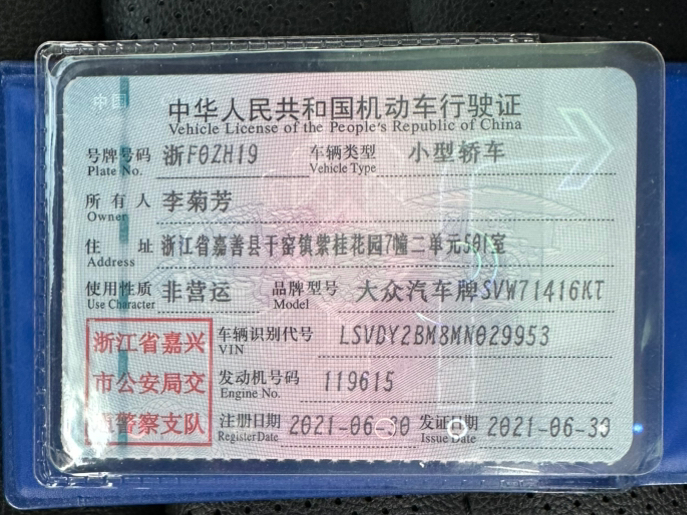 中国
中华人民共和国机动车行驶证
Vehicle License of the People's Republic of China
号牌号码 浙F0ZH19 车辆类型 小型轿车
Plate No. Vehicle Type
所有人 李菊芳
Owner
住址 浙江省嘉善县干窑镇紫桂花园7幢二单元501室
Address
使用性质 非营运 品牌型号 大众汽车牌SVW71416KT
Use Character Model
浙江省嘉兴 车辆识别代号 LSVDY2BM8MN029953
VIN
市公安局交 发动机号码 119615
Engine No.
警察支队 注册日期 2021-06-30 发证日期 2021-06-30
Register Date Issue Date